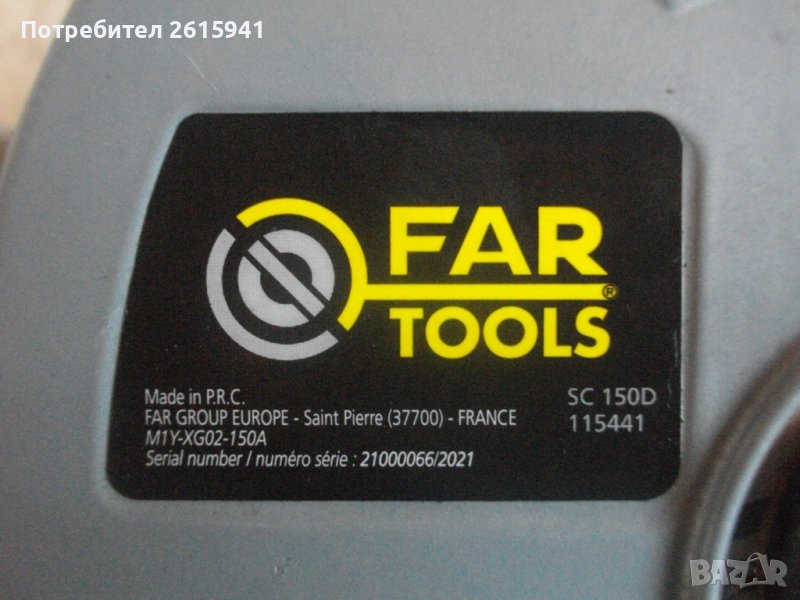 Потребител 2615941
FAR
®
TOOLS
Made in P.R.C.
FAR GROUP EUROPE - Saint Pierre (37700) - FRANCE
M1Y-XG02-150A
Serial number / numéro série : 21000066/2021
SC 150D
115441
BAZAR